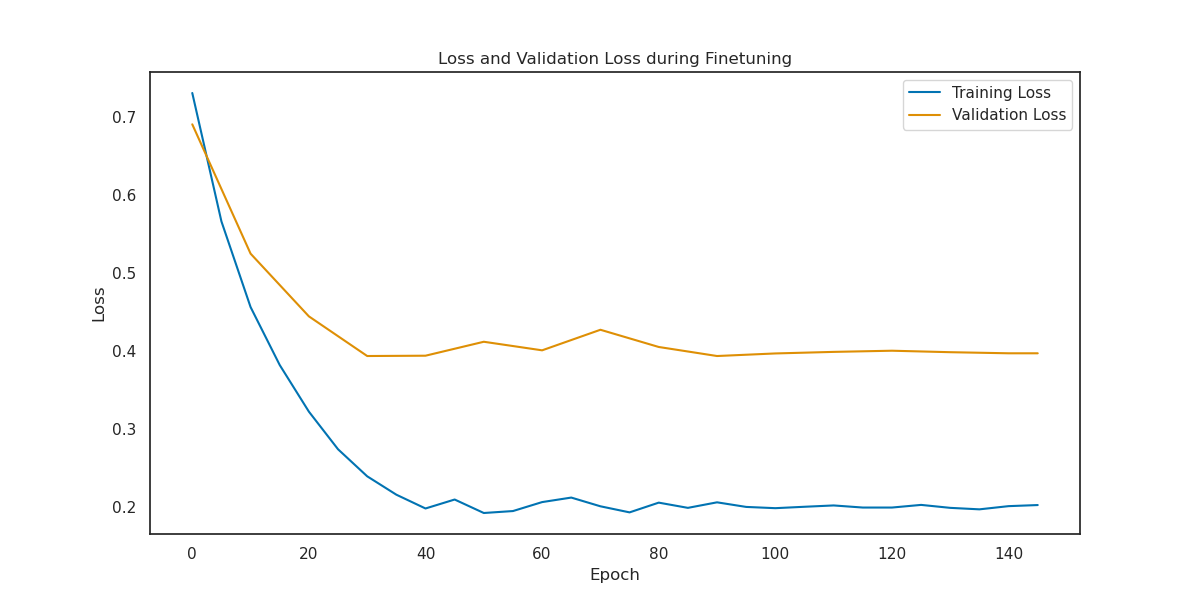 Loss and Validation Loss during Finetuning
Training Loss
Validation Loss
0.7
0.6
0.5
0.4
0.3
0.2
Loss
0 20 40 60 80 100 120 140
Epoch